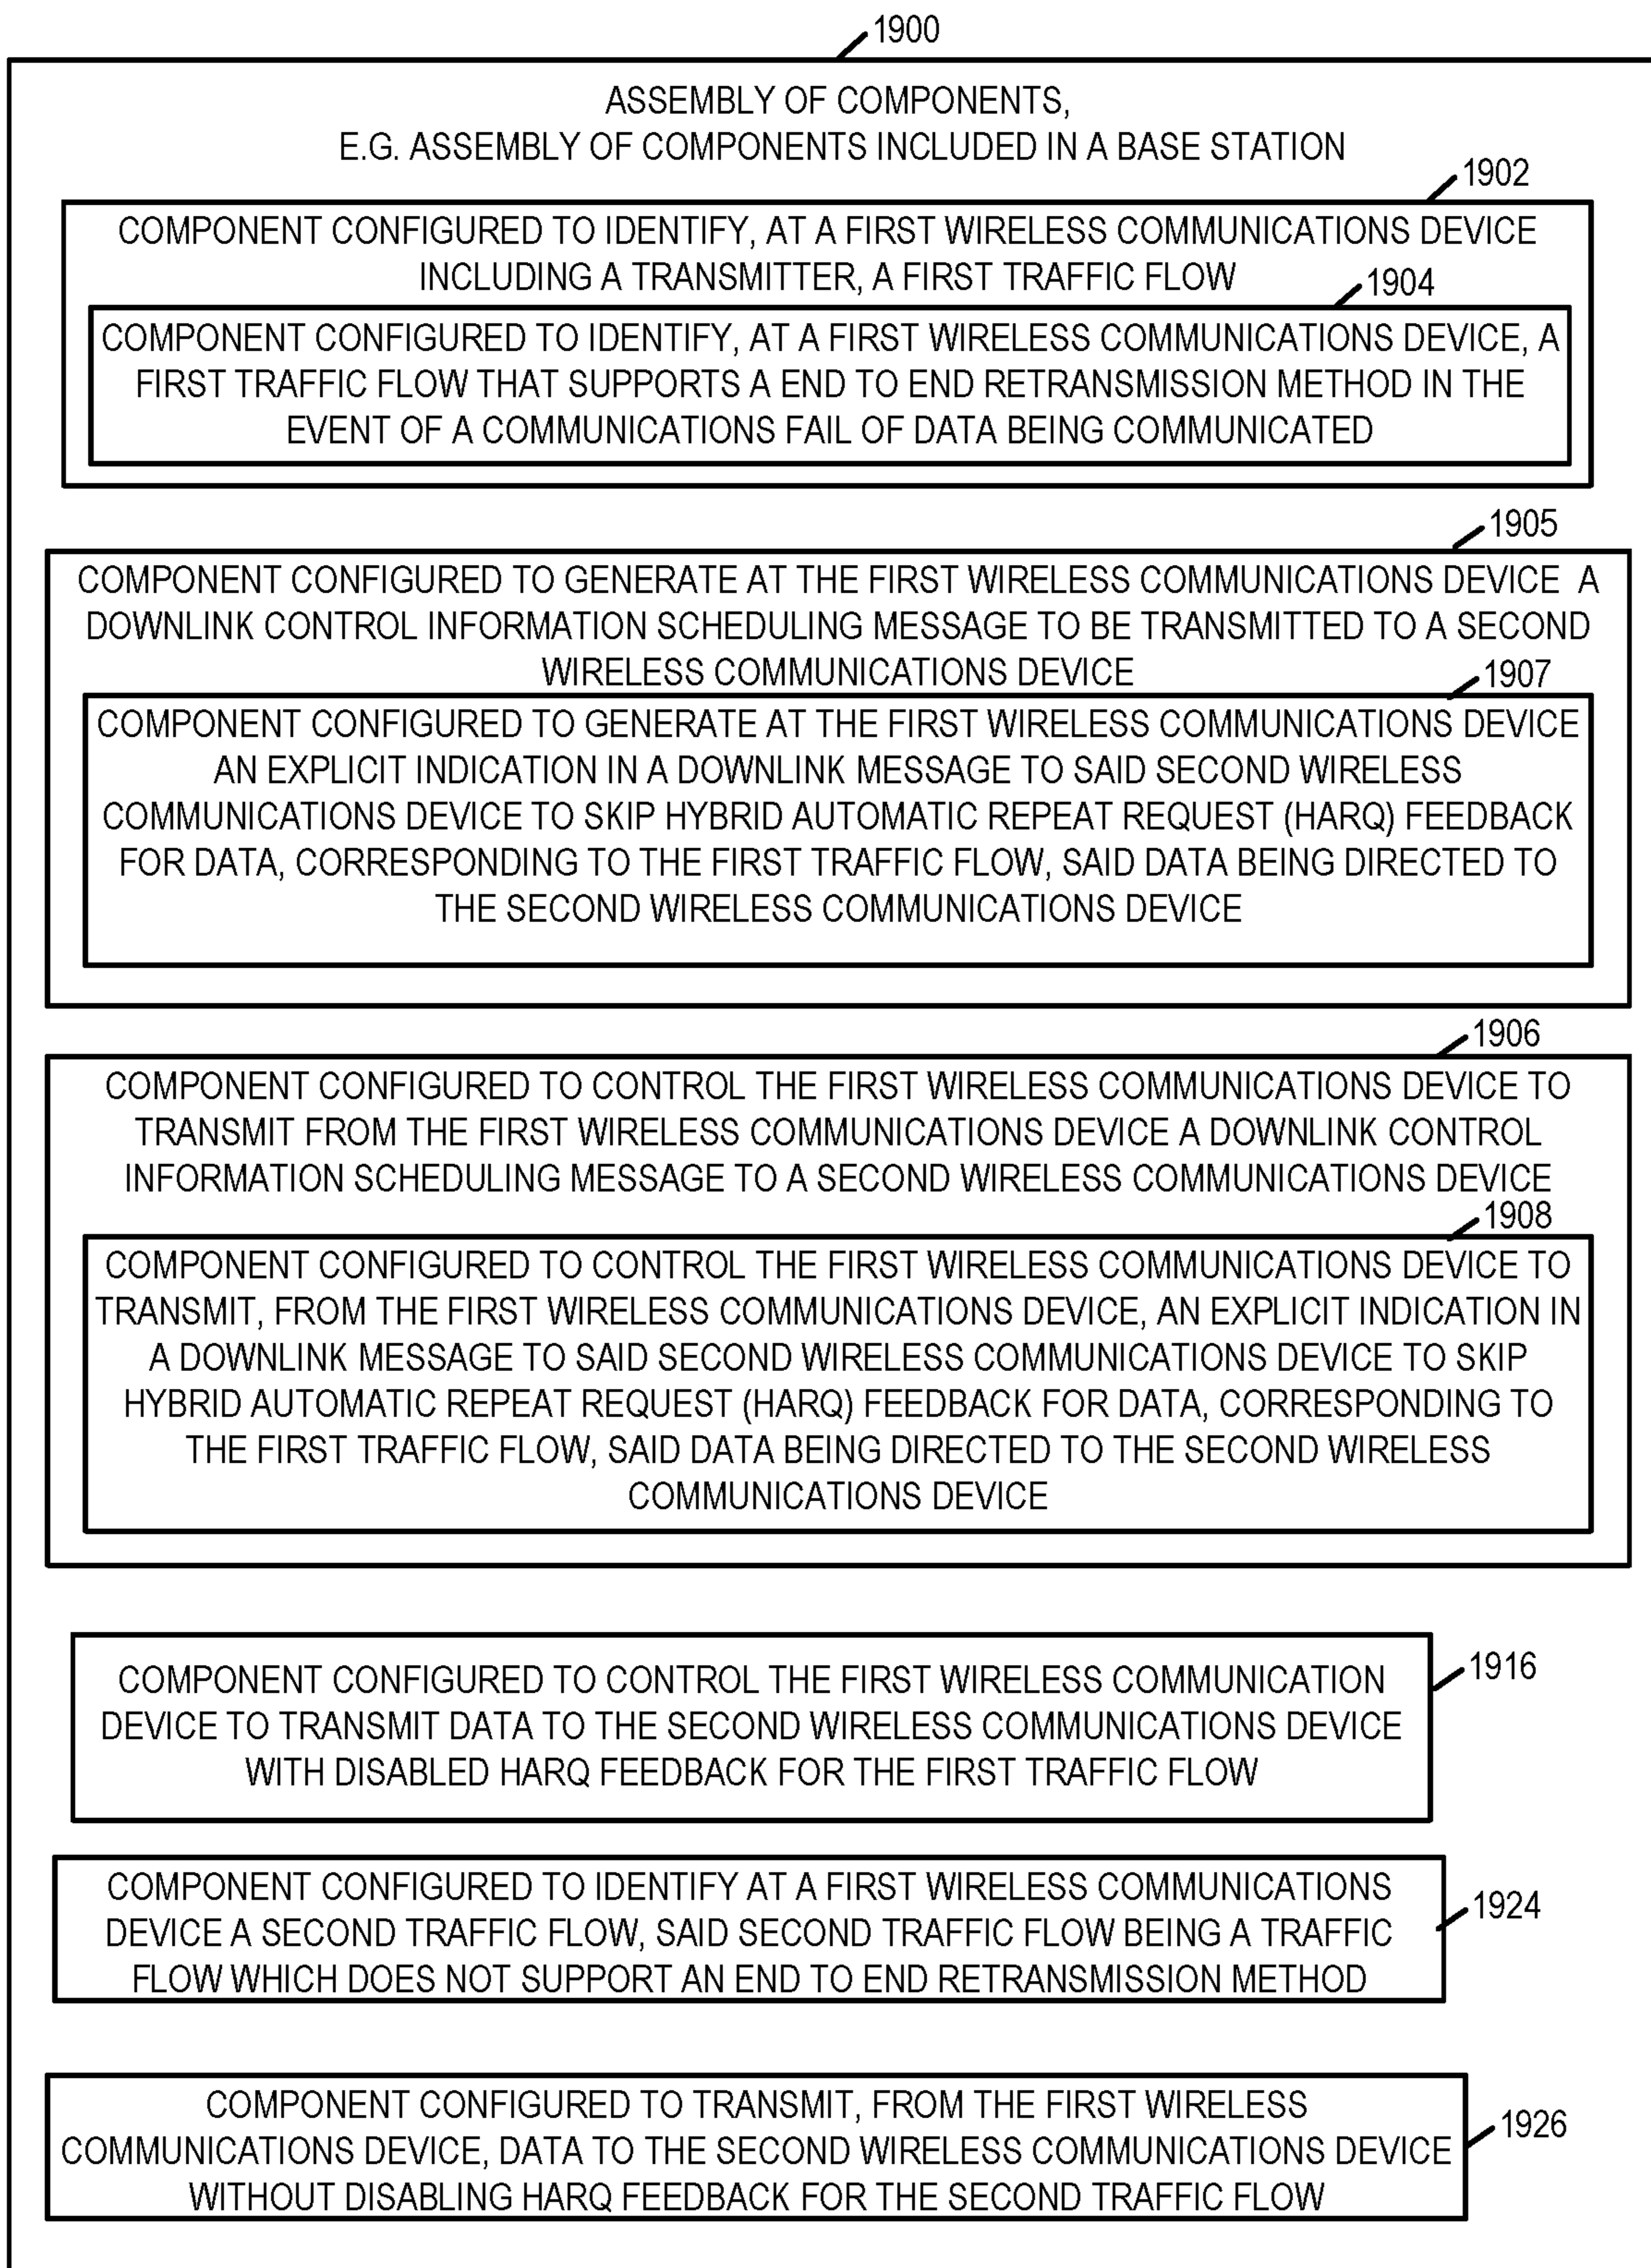 1900
ASSEMBLY OF COMPONENTS,
E.G. ASSEMBLY OF COMPONENTS INCLUDED IN A BASE STATION
1902
COMPONENT CONFIGURED TO IDENTIFY, AT A FIRST WIRELESS COMMUNICATIONS DEVICE
INCLUDING A TRANSMITTER, A FIRST TRAFFIC FLOW
1904
COMPONENT CONFIGURED TO IDENTIFY, AT A FIRST WIRELESS COMMUNICATIONS DEVICE, A
FIRST TRAFFIC FLOW THAT SUPPORTS A END TO END RETRANSMISSION METHOD IN THE
EVENT OF A COMMUNICATIONS FAIL OF DATA BEING COMMUNICATED
1905
COMPONENT CONFIGURED TO GENERATE AT THE FIRST WIRELESS COMMUNICATIONS DEVICE A
DOWNLINK CONTROL INFORMATION SCHEDULING MESSAGE TO BE TRANSMITTED TO A SECOND
WIRELESS COMMUNICATIONS DEVICE
1907
COMPONENT CONFIGURED TO GENERATE AT THE FIRST WIRELESS COMMUNICATIONS DEVICE
AN EXPLICIT INDICATION IN A DOWNLINK MESSAGE TO SAID SECOND WIRELESS
COMMUNICATIONS DEVICE TO SKIP HYBRID AUTOMATIC REPEAT REQUEST (HARQ) FEEDBACK
FOR DATA, CORRESPONDING TO THE FIRST TRAFFIC FLOW, SAID DATA BEING DIRECTED TO
THE SECOND WIRELESS COMMUNICATIONS DEVICE
1906
COMPONENT CONFIGURED TO CONTROL THE FIRST WIRELESS COMMUNICATIONS DEVICE TO
TRANSMIT FROM THE FIRST WIRELESS COMMUNICATIONS DEVICE A DOWNLINK CONTROL
INFORMATION SCHEDULING MESSAGE TO A SECOND WIRELESS COMMUNICATIONS DEVICE
1908
COMPONENT CONFIGURED TO CONTROL THE FIRST WIRELESS COMMUNICATIONS DEVICE TO
TRANSMIT, FROM THE FIRST WIRELESS COMMUNICATIONS DEVICE, AN EXPLICIT INDICATION IN
A DOWNLINK MESSAGE TO SAID SECOND WIRELESS COMMUNICATIONS DEVICE TO SKIP
HYBRID AUTOMATIC REPEAT REQUEST (HARQ) FEEDBACK FOR DATA, CORRESPONDING TO
THE FIRST TRAFFIC FLOW, SAID DATA BEING DIRECTED TO THE SECOND WIRELESS
COMMUNICATIONS DEVICE
1916
COMPONENT CONFIGURED TO CONTROL THE FIRST WIRELESS COMMUNICATION
DEVICE TO TRANSMIT DATA TO THE SECOND WIRELESS COMMUNICATIONS DEVICE
WITH DISABLED HARQ FEEDBACK FOR THE FIRST TRAFFIC FLOW
COMPONENT CONFIGURED TO IDENTIFY AT A FIRST WIRELESS COMMUNICATIONS
1924
DEVICE A SECOND TRAFFIC FLOW, SAID SECOND TRAFFIC FLOW BEING A TRAFFIC
FLOW WHICH DOES NOT SUPPORT AN END TO END RETRANSMISSION METHOD
COMPONENT CONFIGURED TO TRANSMIT, FROM THE FIRST WIRELESS
1926
COMMUNICATIONS DEVICE, DATA TO THE SECOND WIRELESS COMMUNICATIONS DEVICE
WITHOUT DISABLING HARQ FEEDBACK FOR THE SECOND TRAFFIC FLOW